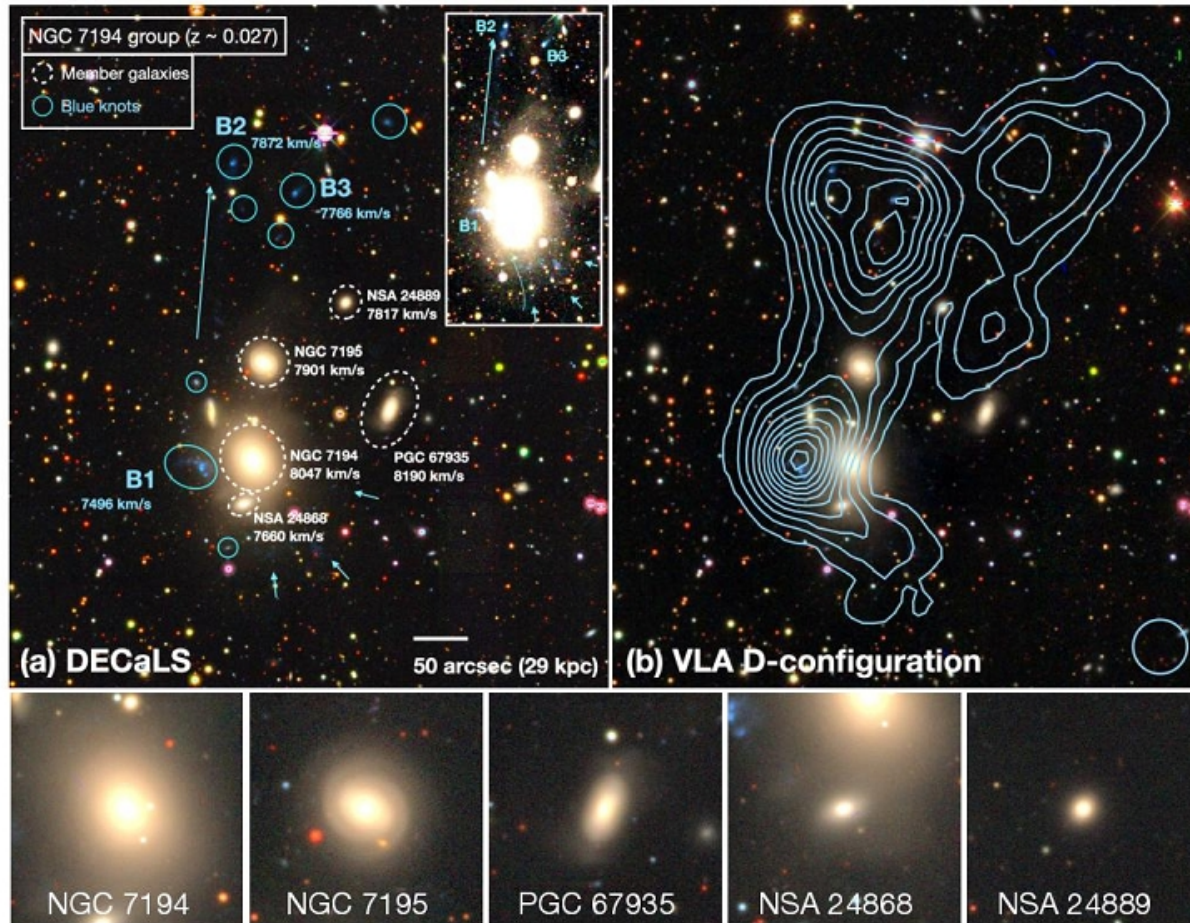 NGC 7194 group (z ~ 0.027)
Member galaxies
Blue knots
B2
7872 km/s
B3
7766 km/s
B2
B3
B1
NSA 24889
7817 km/s
NGC 7195
7901 km/s
NGC 7194
8047 km/s
PGC 67935
8190 km/s
B1
7496 km/s
NSA 24868
7660 km/s
(a) DECaLS
50 arcsec (29 kpc)
(b) VLA D-configuration
NGC 7194
NGC 7195
PGC 67935
NSA 24868
NSA 24889